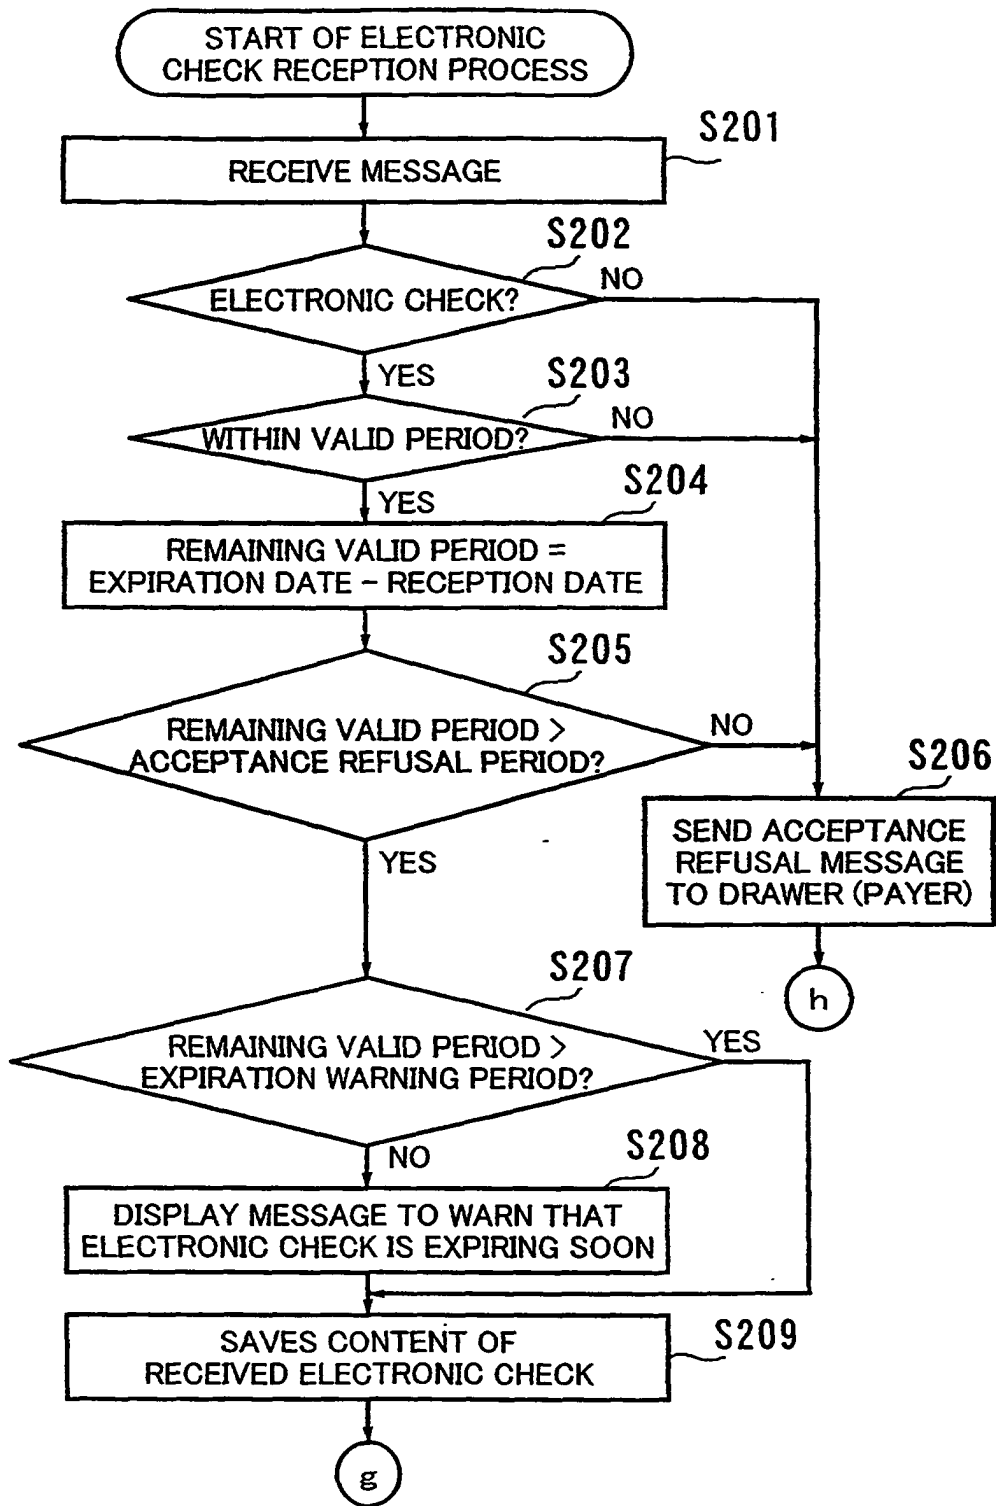 START OF ELECTRONIC
CHECK RECEPTION PROCESS
S201
RECEIVE MESSAGE
S202
ELECTRONIC CHECK?
NO
YES
S203
WITHIN VALID PERIOD?
NO
YES
S204
REMAINING VALID PERIOD =
EXPIRATION DATE – RECEPTION DATE
S205
REMAINING VALID PERIOD >
ACCEPTANCE REFUSAL PERIOD?
NO
YES
S206
SEND ACCEPTANCE
REFUSAL MESSAGE
TO DRAWER (PAYER)
h
S207
REMAINING VALID PERIOD >
EXPIRATION WARNING PERIOD?
YES
NO
S208
DISPLAY MESSAGE TO WARN THAT
ELECTRONIC CHECK IS EXPIRING SOON
S209
SAVES CONTENT OF
RECEIVED ELECTRONIC CHECK
g